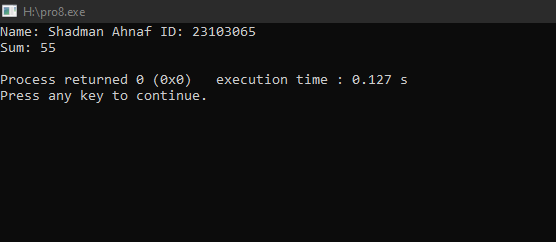 H:\pro8.exe
Name: Shadman Ahnaf ID: 23103065
Sum: 55
Process returned 0 (0x0)   execution time : 0.127 s
Press any key to continue.